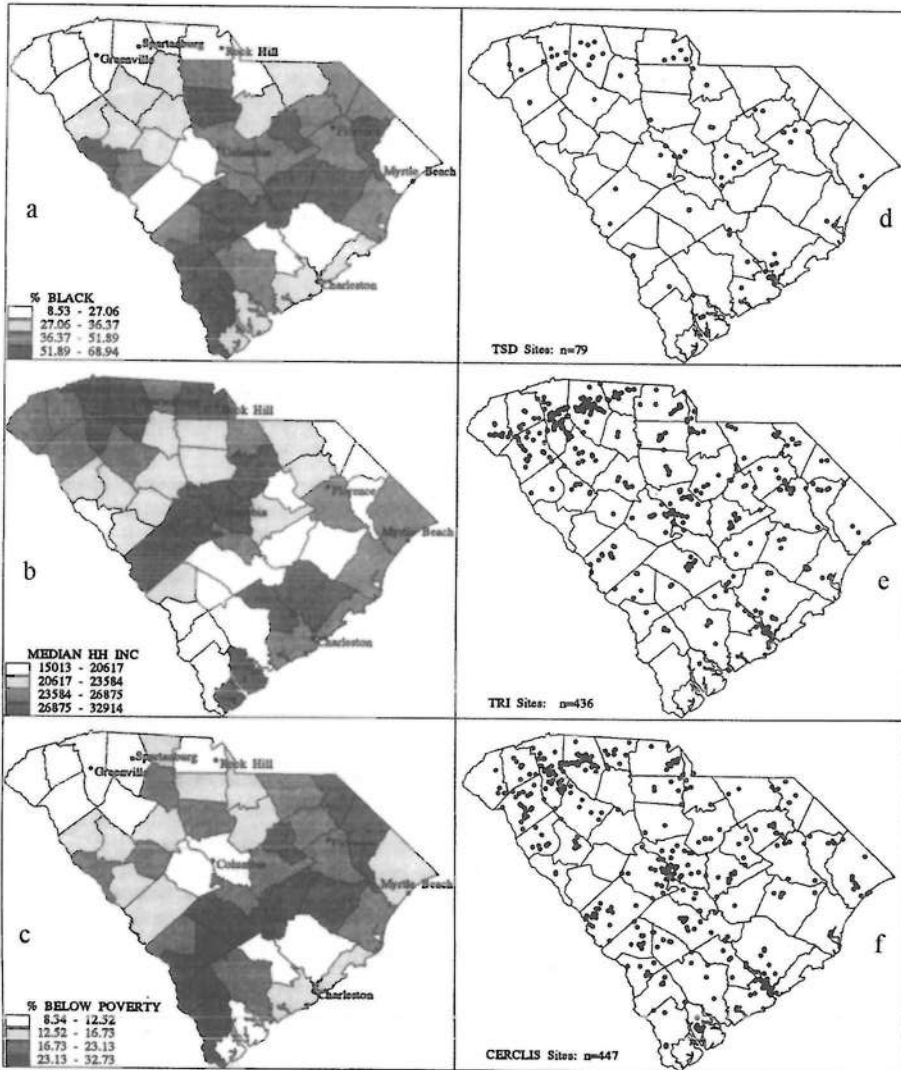 Spartanburg
Rock Hill
Greenville
Florence
Columbia
Myrtle Beach
a
Charleston
% BLACK
8.53 - 27.06
27.06 - 36.37
36.37 - 51.89
51.89 - 68.94
d
TSD Sites: n=79
Rock Hill
Florence
Myrtle Beach
b
Charleston
MEDIAN HH INC
15013 - 20617
20617 - 23584
23584 - 26875
26875 - 32914
e
TRI Sites: n=436
Spartanburg
Rock Hill
Greenville
Columbia
Myrtle Beach
c
Charleston
% BELOW POVERTY
8.34 - 12.52
12.52 - 16.73
16.73 - 23.13
23.13 - 32.73
f
CERCLIS Sites: n=447